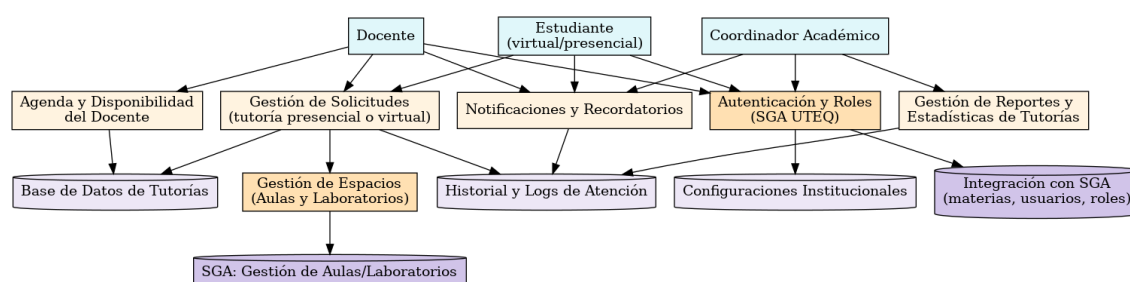 Docente
Estudiante
(virtual/presencial)
Coordinador Académico
Agenda y Disponibilidad
del Docente
Gestión de Solicitudes
(tutoría presencial o virtual)
Notificaciones y Recordatorios
Autenticación y Roles
(SGA UTEQ)
Gestión de Reportes y
Estadísticas de Tutorías
Base de Datos de Tutorías
Gestión de Espacios
(Aulas y Laboratorios)
Historial y Logs de Atención
Configuraciones Institucionales
Integración con SGA
(materias, usuarios, roles)
SGA: Gestión de Aulas/Laboratorios